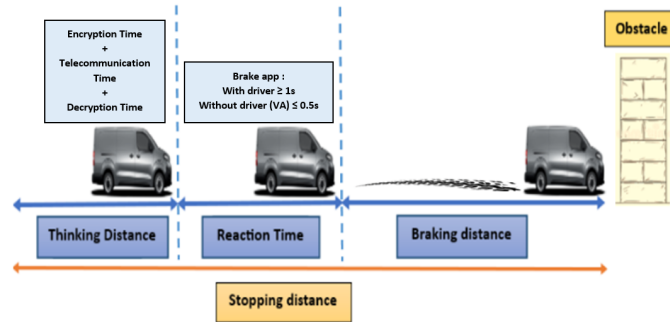 Encryption Time
+
Telecommunication
Time
+
Decryption Time
Brake app :
With driver ≥ 1s
Without driver (VA) ≤ 0.5s
Obstacle
Thinking Distance
Reaction Time
Braking distance
Stopping distance